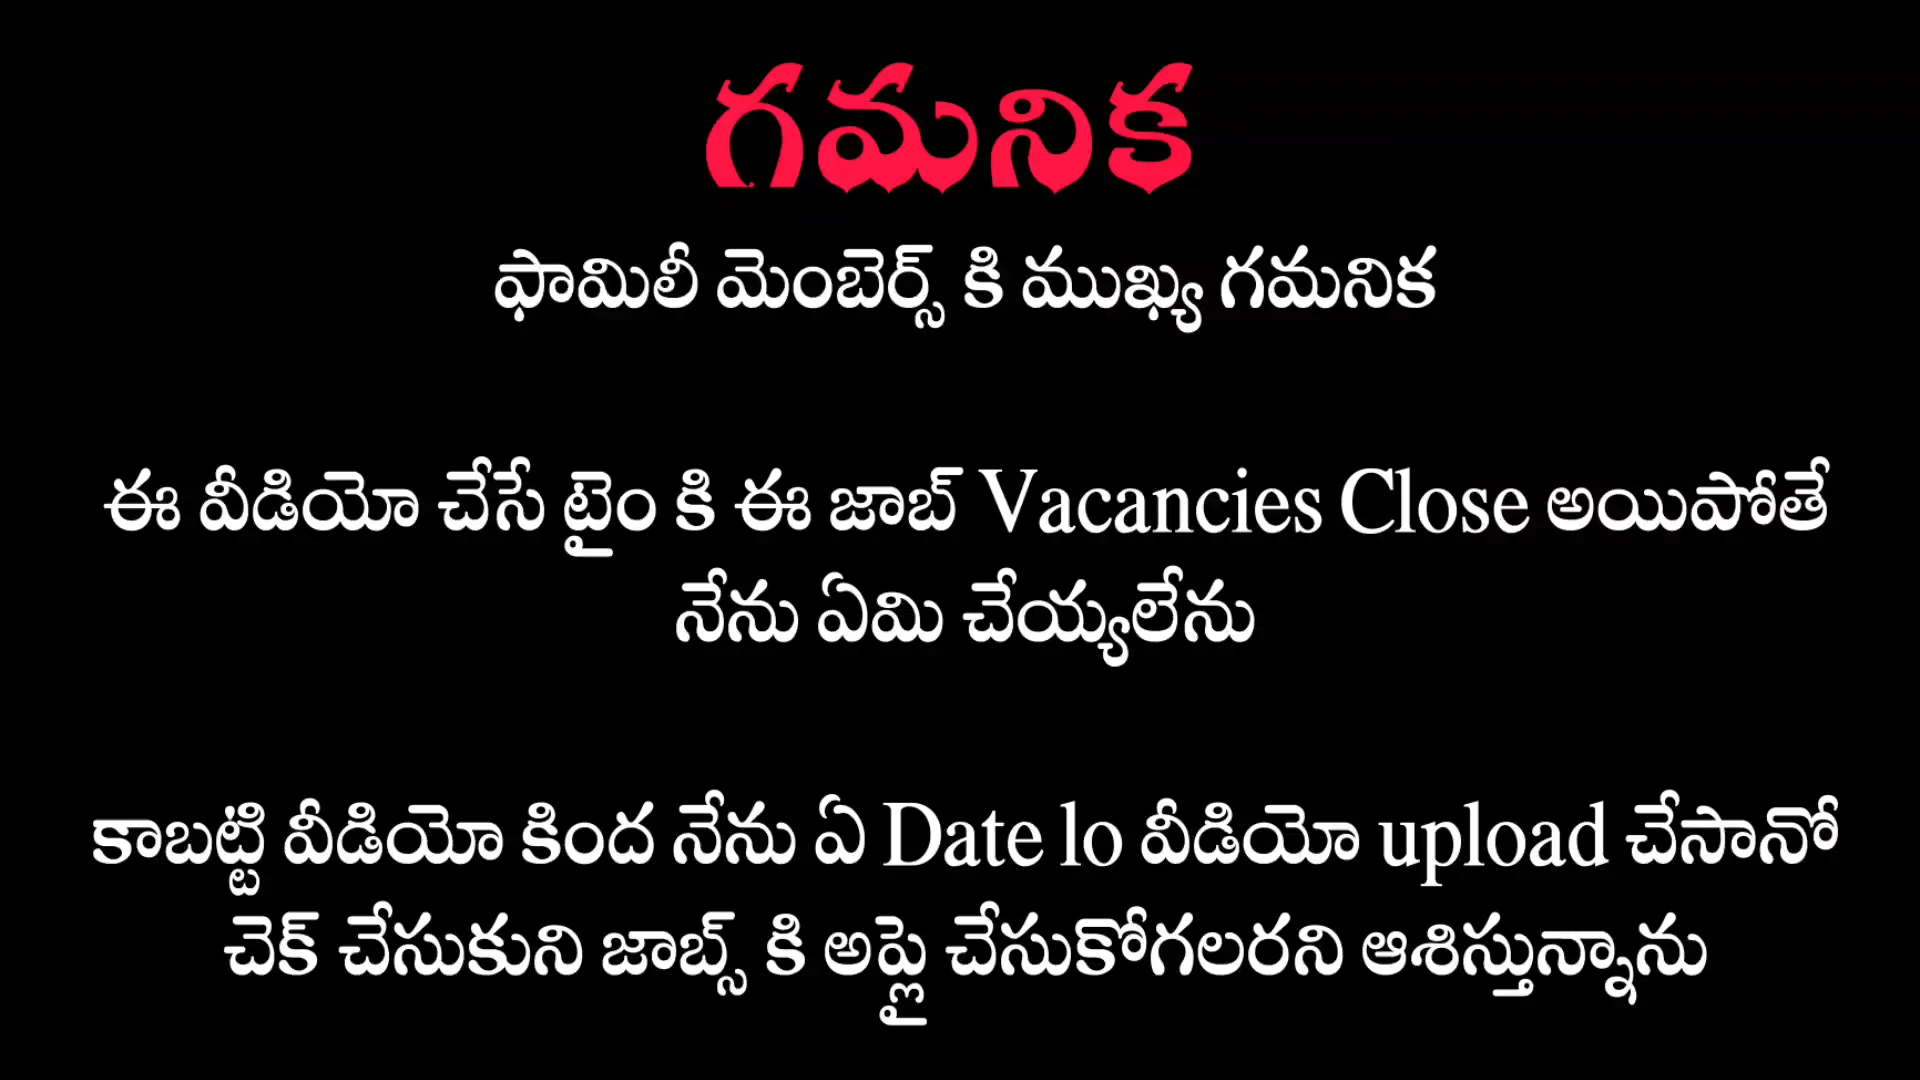 గమనిక
ఫామిలీ మెంబెర్స్ కి ముఖ్య గమనిక
ఈ వీడియో చేసే టైం కి ఈ జాబ్ Vacancies Close అయిపోతే
నేను ఏమి చేయ్యలేను
కాబట్టి వీడియో కింద నేను ఏ Date lo వీడియో upload చేసానో
చెక్ చేసుకుని జాబ్స్ కి అప్లై చేసుకోగలరని ఆశిస్తున్నాను